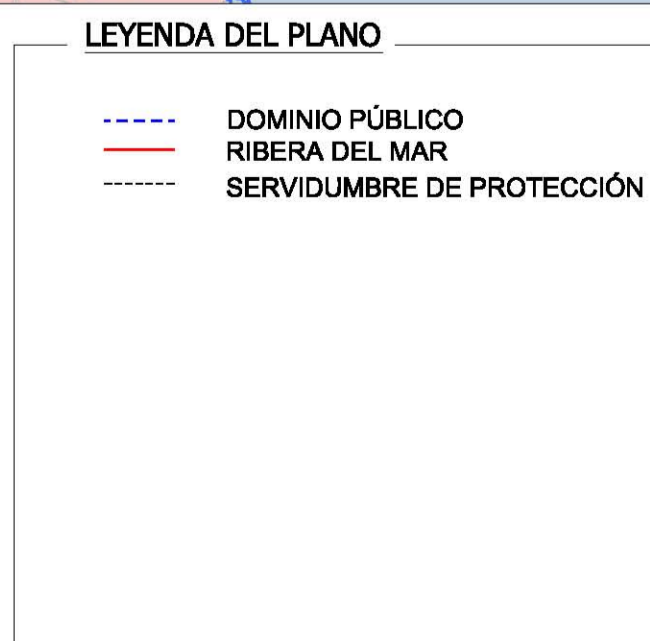 LEYENDA DEL PLANO
DOMINIO PÚBLICO
RIBERA DEL MAR
SERVIDUMBRE DE PROTECCIÓN